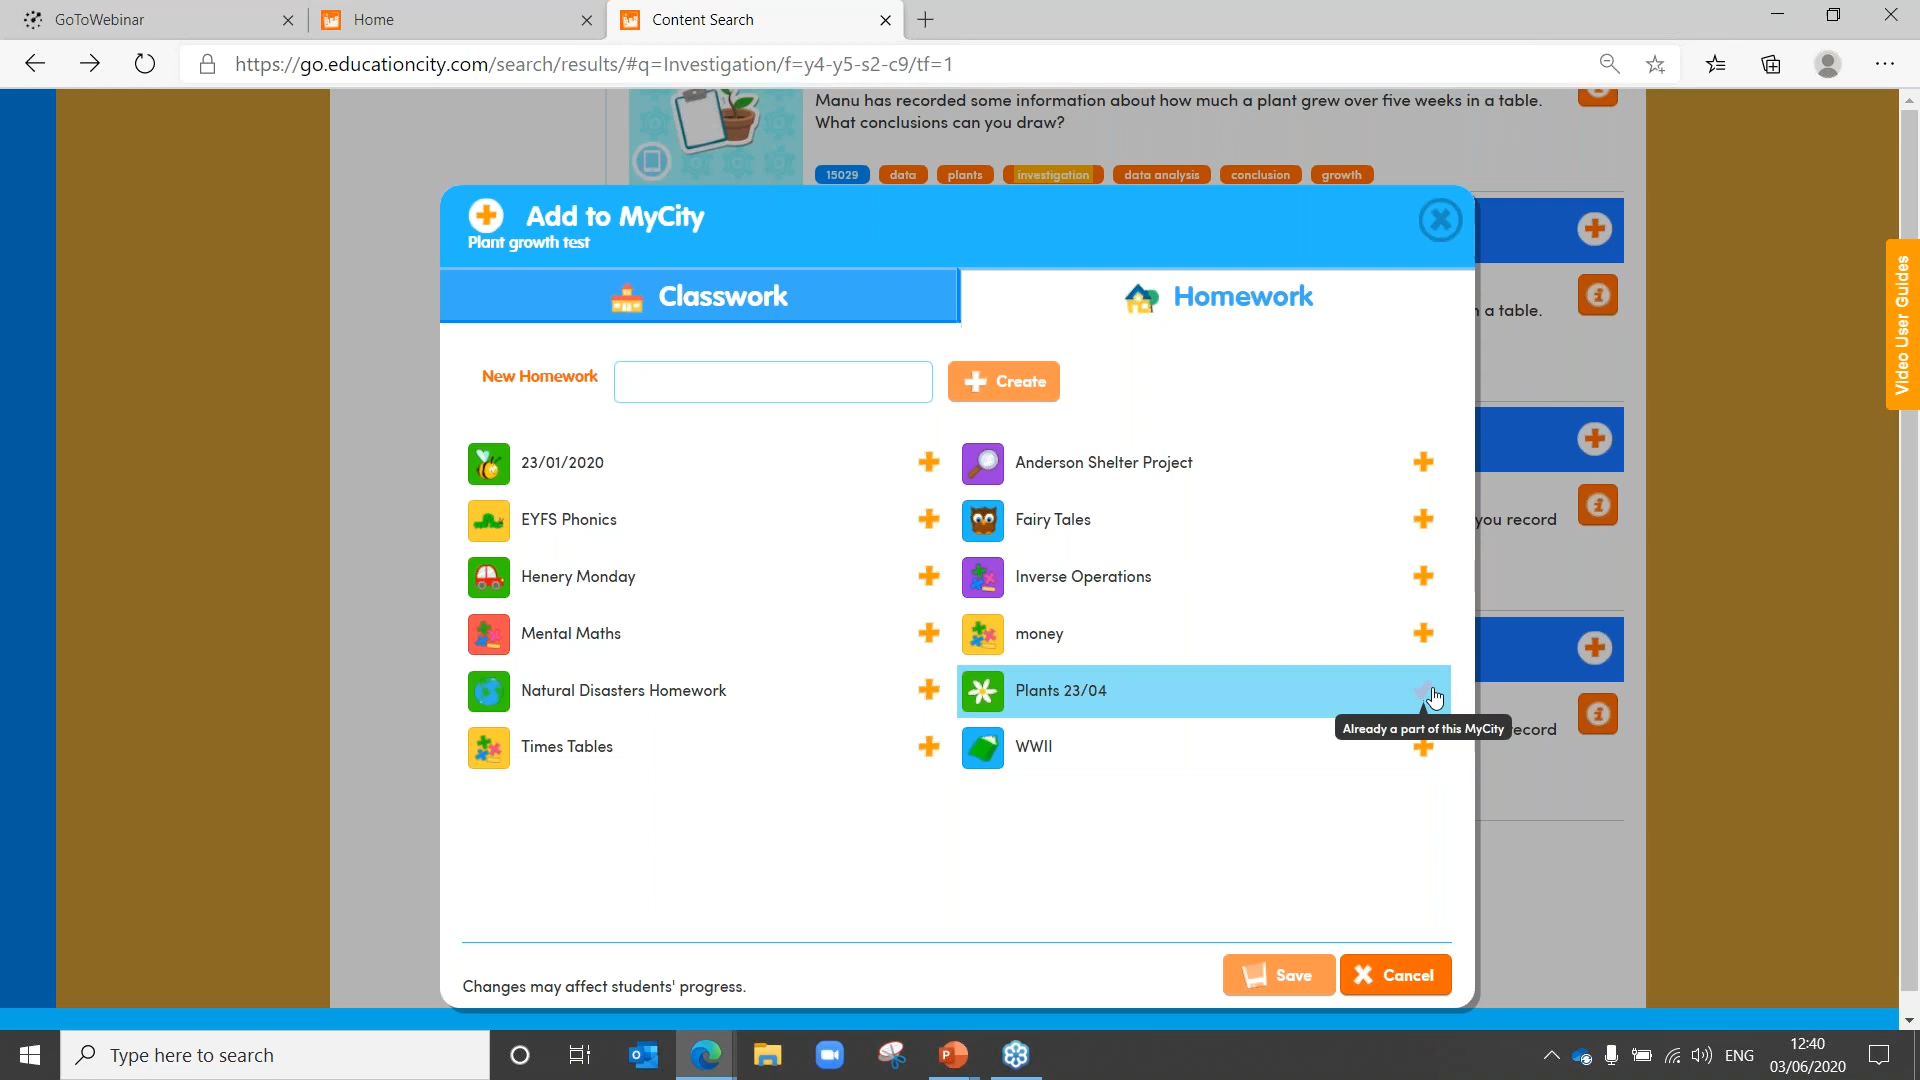 GoToWebinar
Home
Content Search
https://go.educationcity.com/search/results/#q=Investigation/f=y4-y5-s2-c9/tf=1
Manu has recorded some information about how much a plant grew over five weeks in a table.
What conclusions can you draw?
15029 data plants investigation data analysis conclusion growth
Add to MyCity
Plant growth test
Classwork
Homework
n a table.
Video User Guides
New Homework
Create
23/01/2020
Anderson Shelter Project
EYFS Phonics
Fairy Tales
you record
Henery Monday
Inverse Operations
Mental Maths
money
Natural Disasters Homework
Plants 23/04
Already a part of this MyCity
record
Times Tables
WWII
Changes may affect students' progress.
Save
Cancel
Type here to search
ENG
12:40
03/06/2020